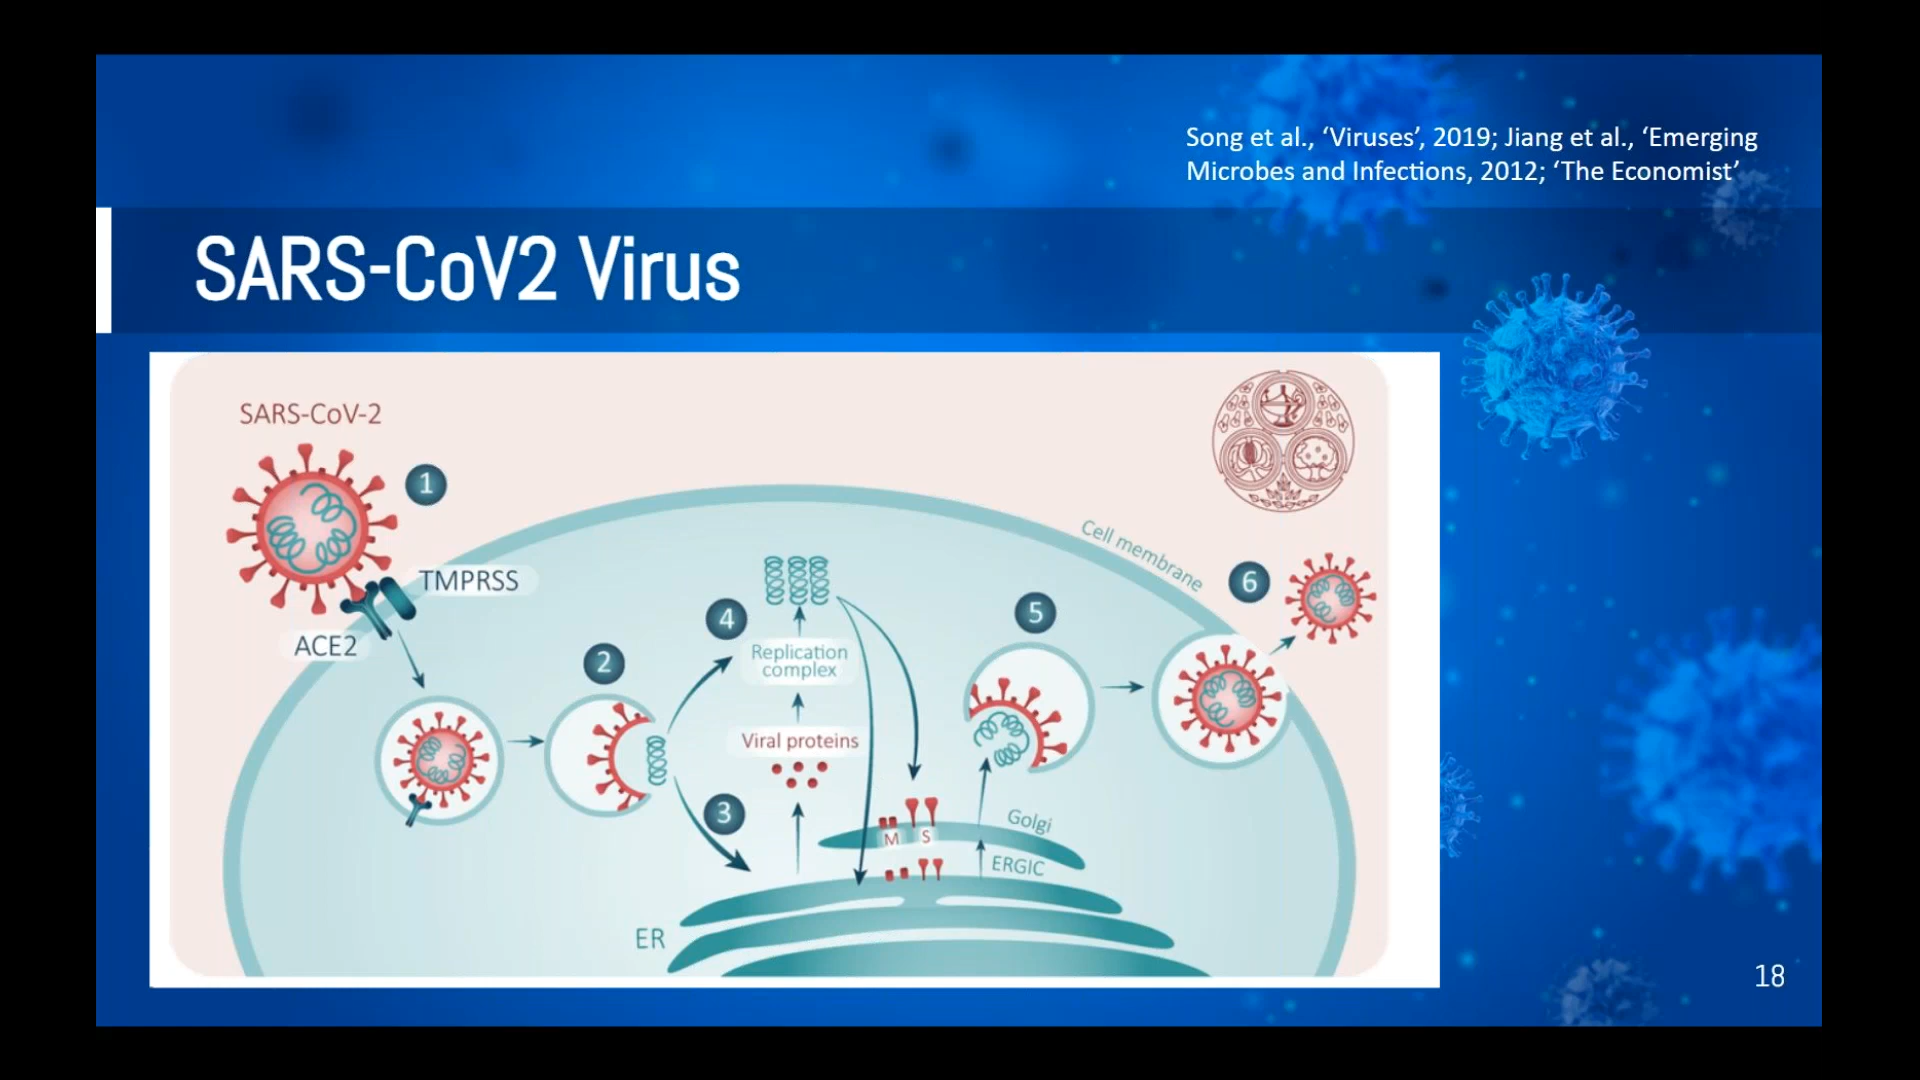 Song et al., ‘Viruses’, 2019; Jiang et al., ‘Emerging
Microbes and Infections, 2012; ‘The Economist’
SARS-CoV2 Virus
SARS-CoV-2
1
Cell membrane
TMPRSS
6
4
5
ACE2
2
Replication
complex
Viral proteins
3
Golgi
M
S
ERGIC
ER
18